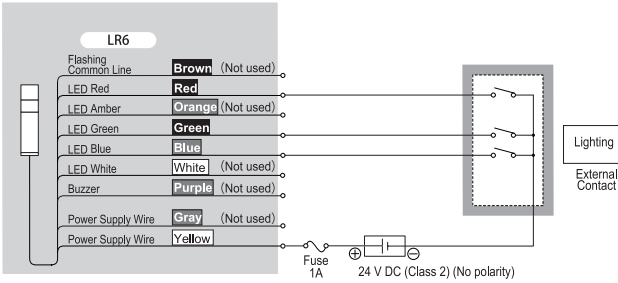 LR6
Flashing
Common Line Brown (Not used)
LED Red Red
LED Amber Orange (Not used)
LED Green Green
LED Blue Blue
LED White White (Not used)
Buzzer Purple (Not used)
Power Supply Wire Gray (Not used)
Power Supply Wire Yellow
Fuse
1A
⊕ ⊖
24 V DC (Class 2) (No polarity)
Lighting
External
Contact